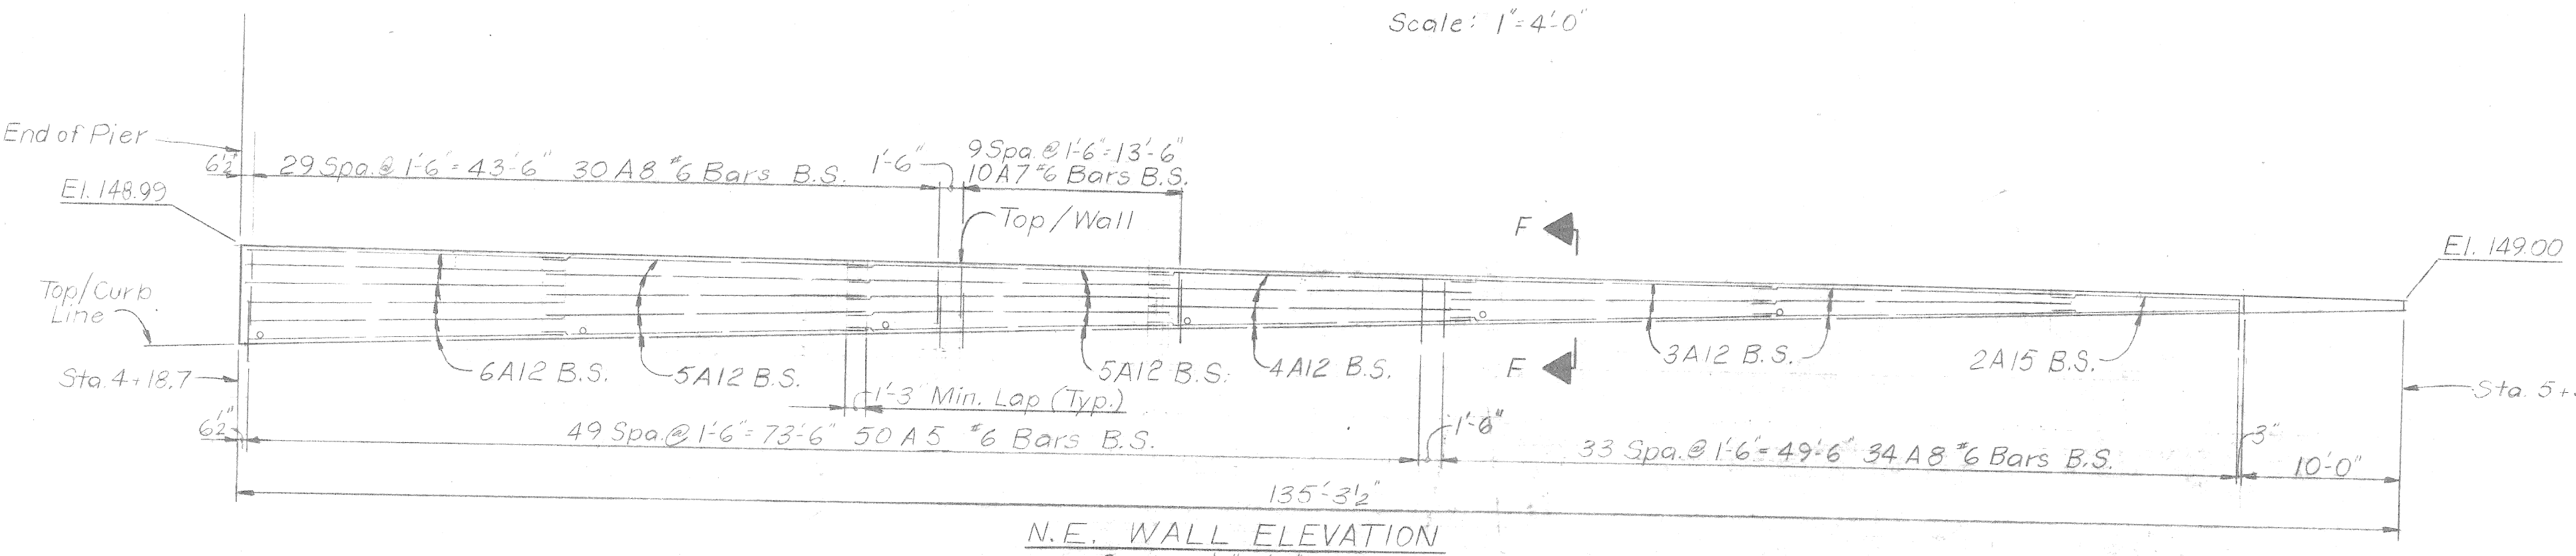 Scale: 1"=4'-0"
End of Pier
6½"
29 Spa. @ 1'-6"=43'-6" 30 A8 #6 Bars B.S.
1'-6"
9 Spa. @ 1'-6"=13'-6"
10 A7 #6 Bars B.S.
El. 148.99
Top/Wall
F
El. 149.00
Top/Curb
Line
Sta. 4+18.7
6A12 B.S.
5A12 B.S.
5A12 B.S.
4A12 B.S.
F
3A12 B.S.
2A15 B.S.
Sta. 5+
1'-3" Min. Lap (Typ.)
6½"
49 Spa. @ 1'-6"=73'-6" 50 A5 #6 Bars B.S.
1'-6"
33 Spa. @ 1'-6"=49'-6" 34 A8 #6 Bars B.S.
3"
10'-0"
135'-3½"
N.E. WALL ELEVATION